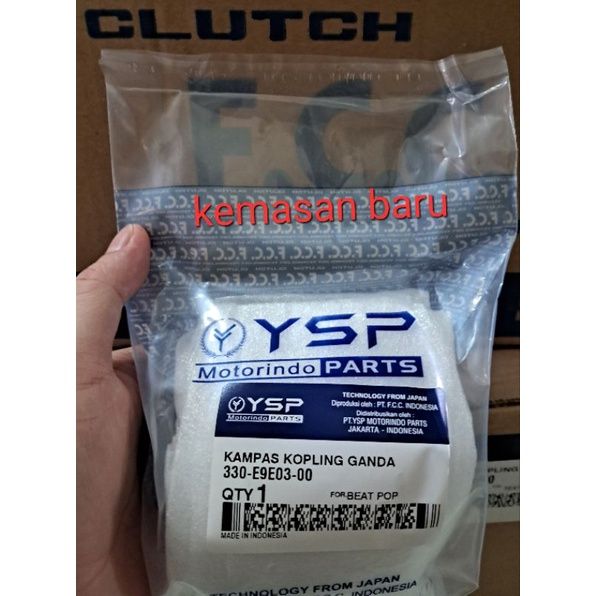 CLUTCH
F.C.C.
kemasan baru
YSP
Motorindo PARTS
YSP
Motorindo PARTS
TECHNOLOGY FROM JAPAN
Diproduksi oleh : PT. F.C.C. INDONESIA
Didistribusikan oleh :
PT.YSP MOTORINDO PARTS
JAKARTA - INDONESIA
KAMPAS KOPLING GANDA
330-E9E03-00
QTY 1
FOR BEAT POP
MADE IN INDONESIA
TECHNOLOGY FROM JAPAN